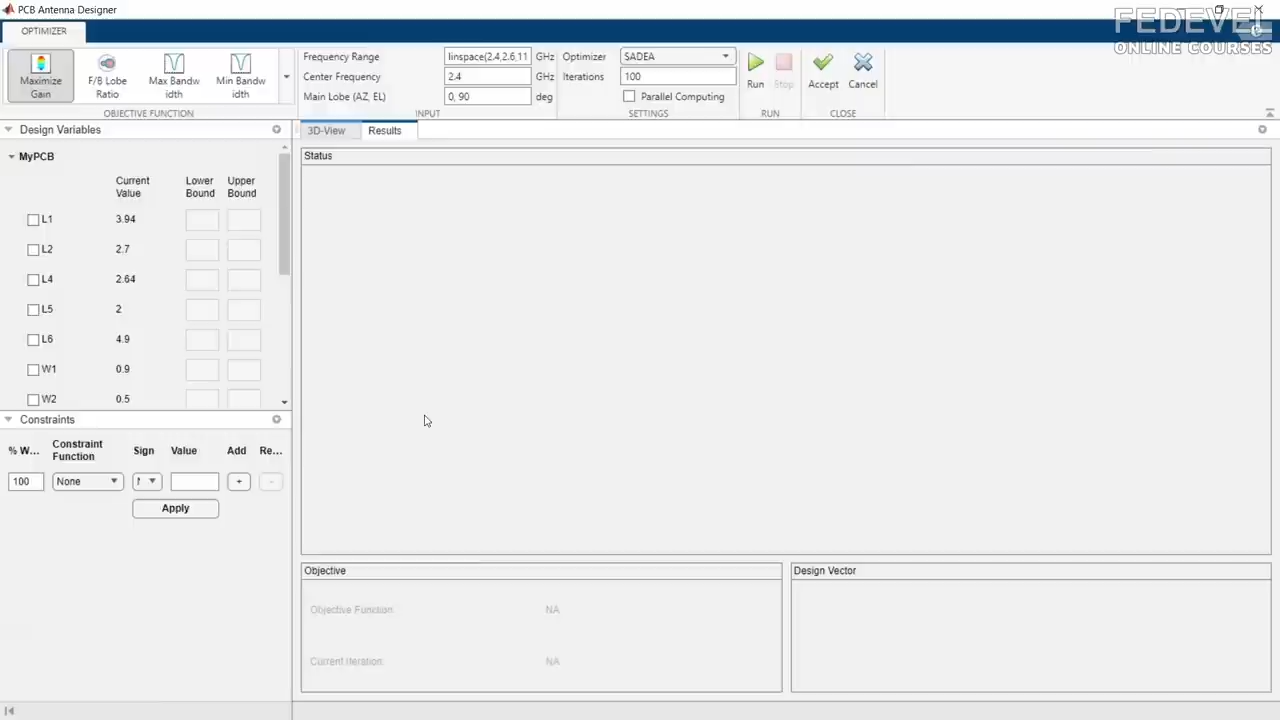 PCB Antenna Designer
FEDEVEL
ONLINE COURSES
OPTIMIZER
Maximize
Gain
F/B Lobe
Ratio
Max Bandw
idth
Min Bandw
idth
OBJECTIVE FUNCTION
Frequency Range linspace(2.4,2.6,11 GHz
Center Frequency 2.4 GHz
Main Lobe (AZ, EL) 0, 90 deg
INPUT
Optimizer SADEA
Iterations 100
Parallel Computing
SETTINGS
Run Stop
RUN
Accept Cancel
CLOSE
Design Variables
MyPCB
Current
Value
Lower
Bound
Upper
Bound
L1 3.94
L2 2.7
L4 2.64
L5 2
L6 4.9
W1 0.9
W2 0.5
Constraints
% W... Constraint
Function Sign Value Add Re...
100 None + -
Apply
3D-View Results
Status
Objective
Objective Function: NA
Current Iteration: NA
Design Vector